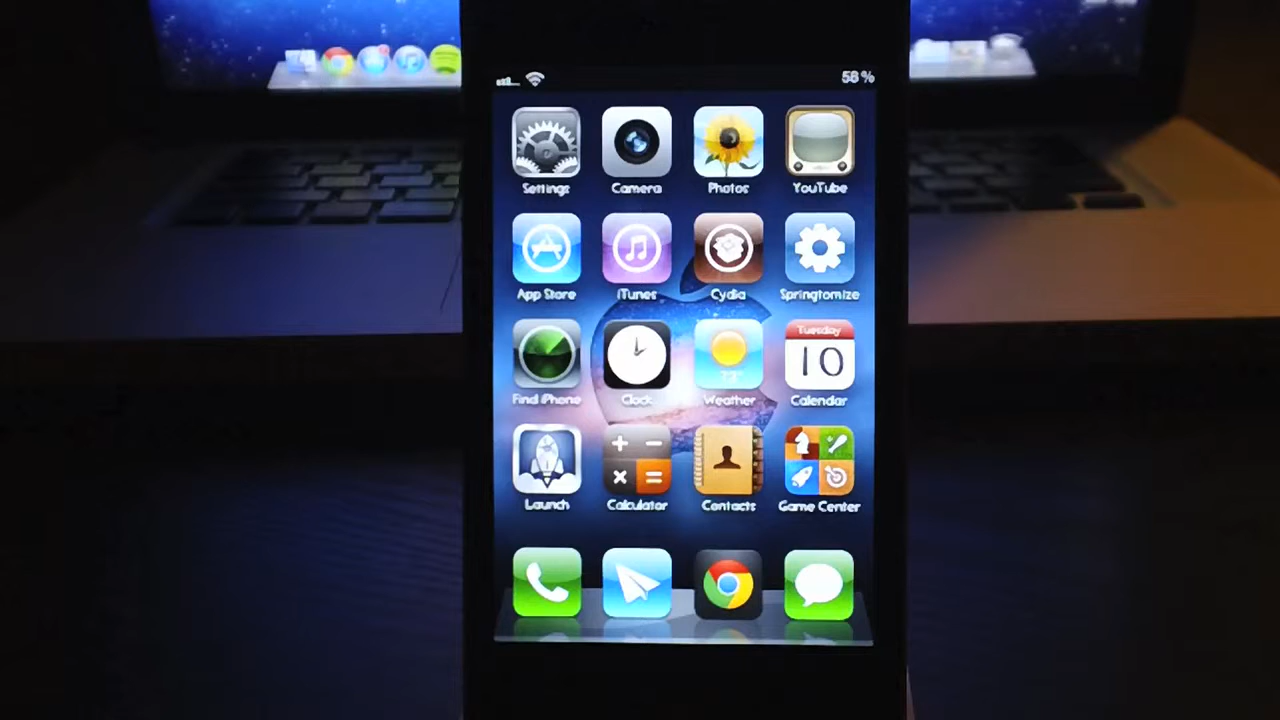 56%
Settings Camera Photos YouTube
App Store iTunes Cydia Springtomize
Tuesday
10
Find iPhone Clock Weather Calendar
Launch Calculator Contacts Game Center